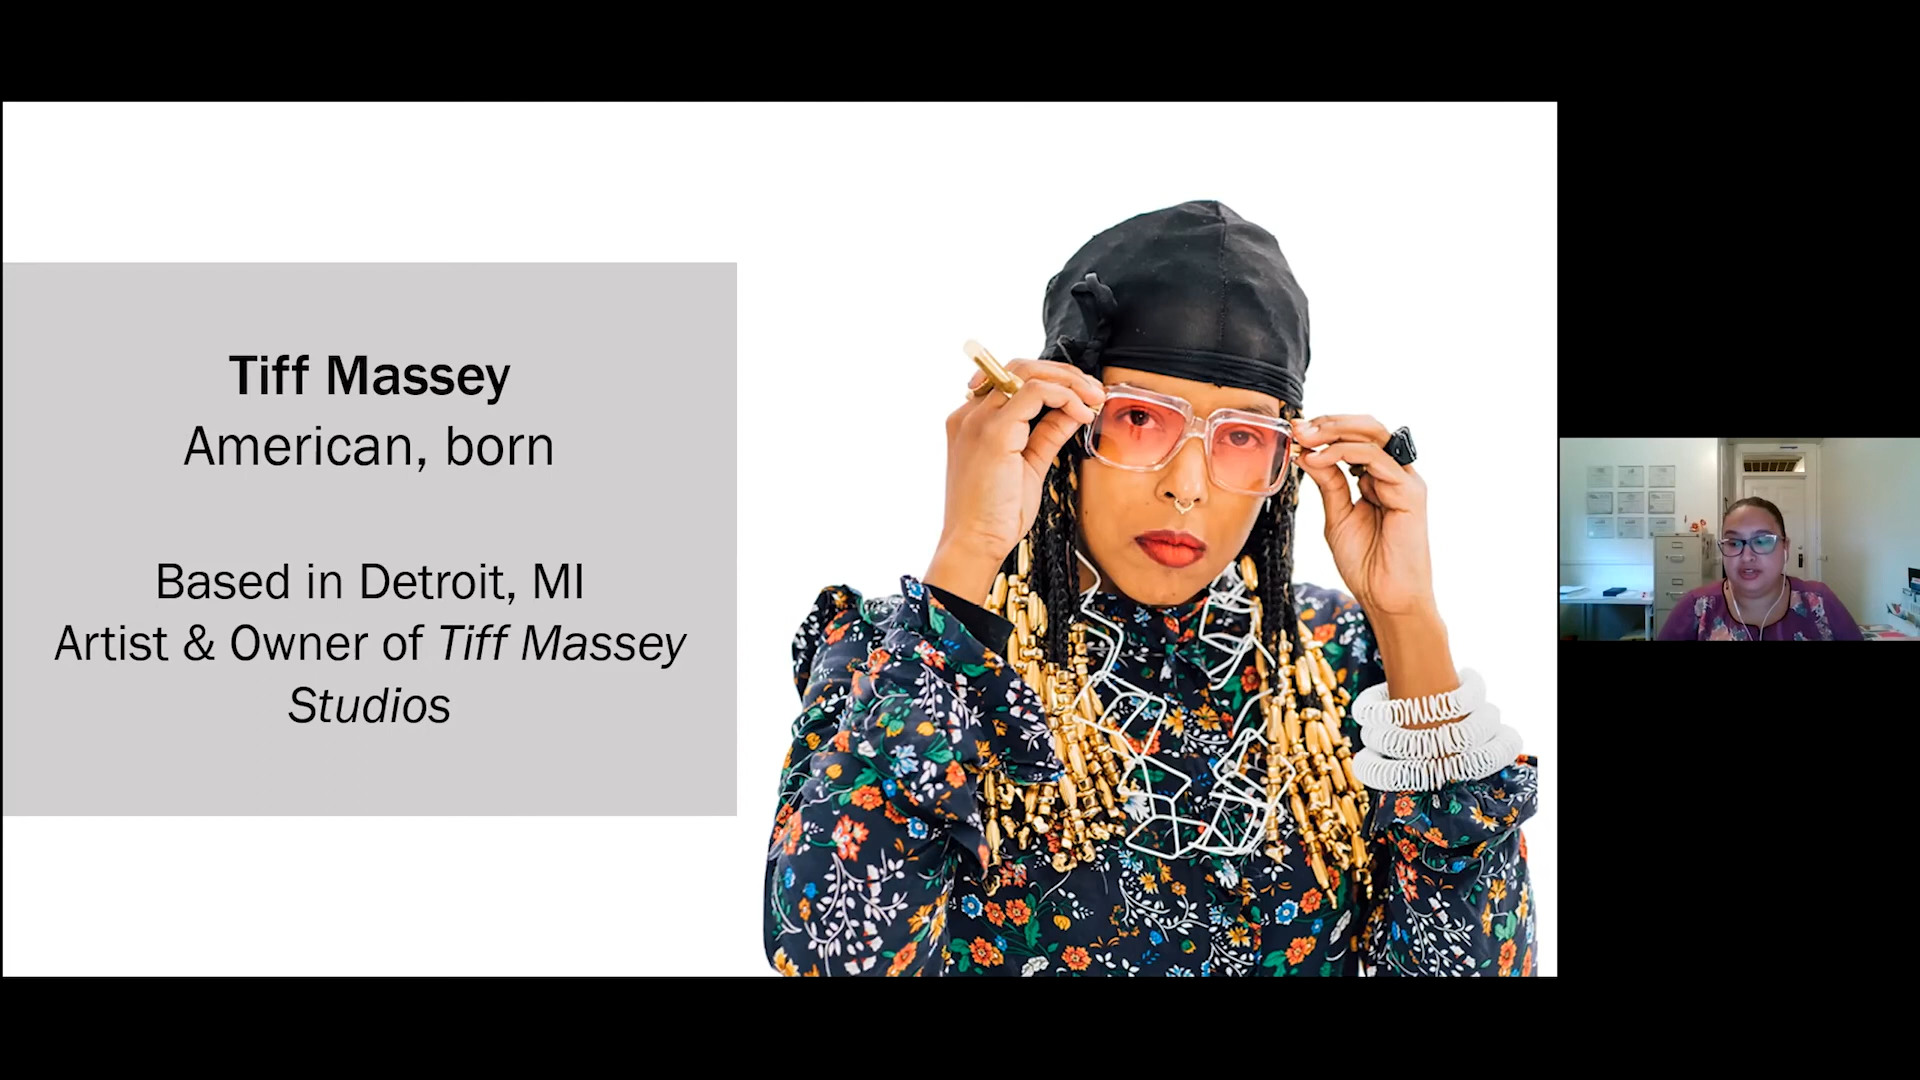 Tiff Massey
American, born
Based in Detroit, MI
Artist & Owner of Tiff Massey
Studios